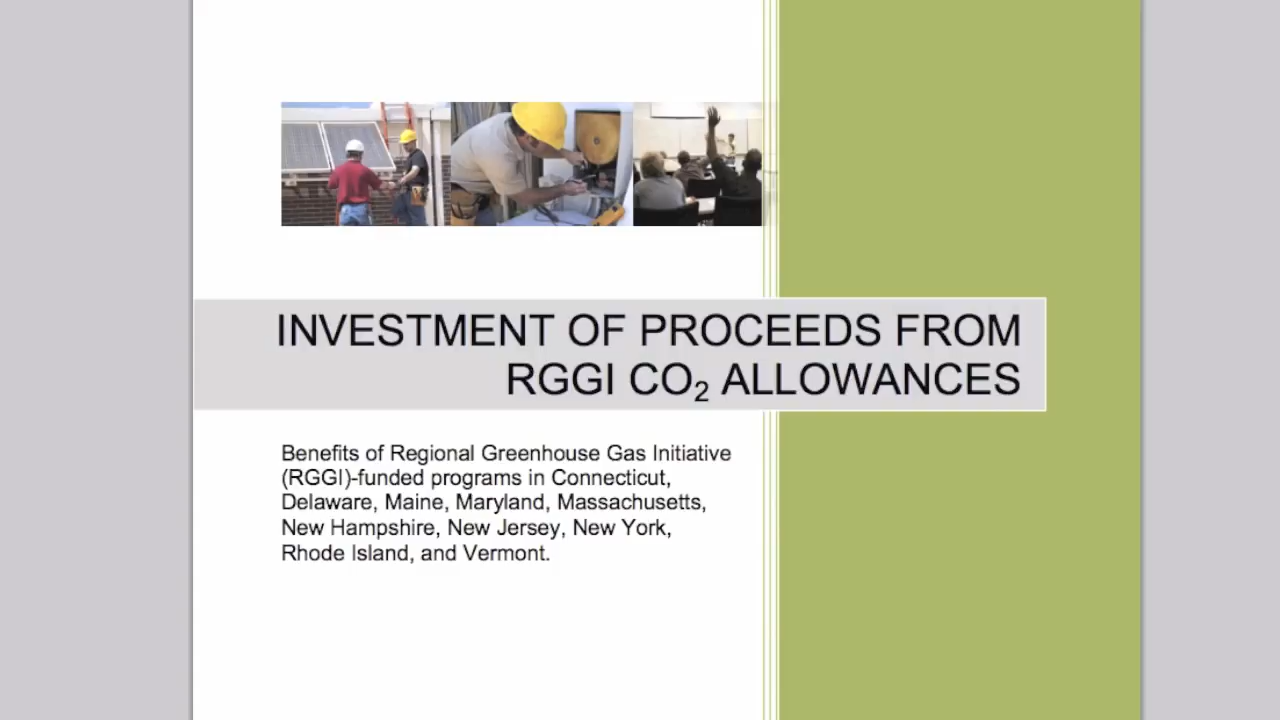 INVESTMENT OF PROCEEDS FROM
RGGI CO₂ ALLOWANCES
Benefits of Regional Greenhouse Gas Initiative
(RGGI)-funded programs in Connecticut,
Delaware, Maine, Maryland, Massachusetts,
New Hampshire, New Jersey, New York,
Rhode Island, and Vermont.